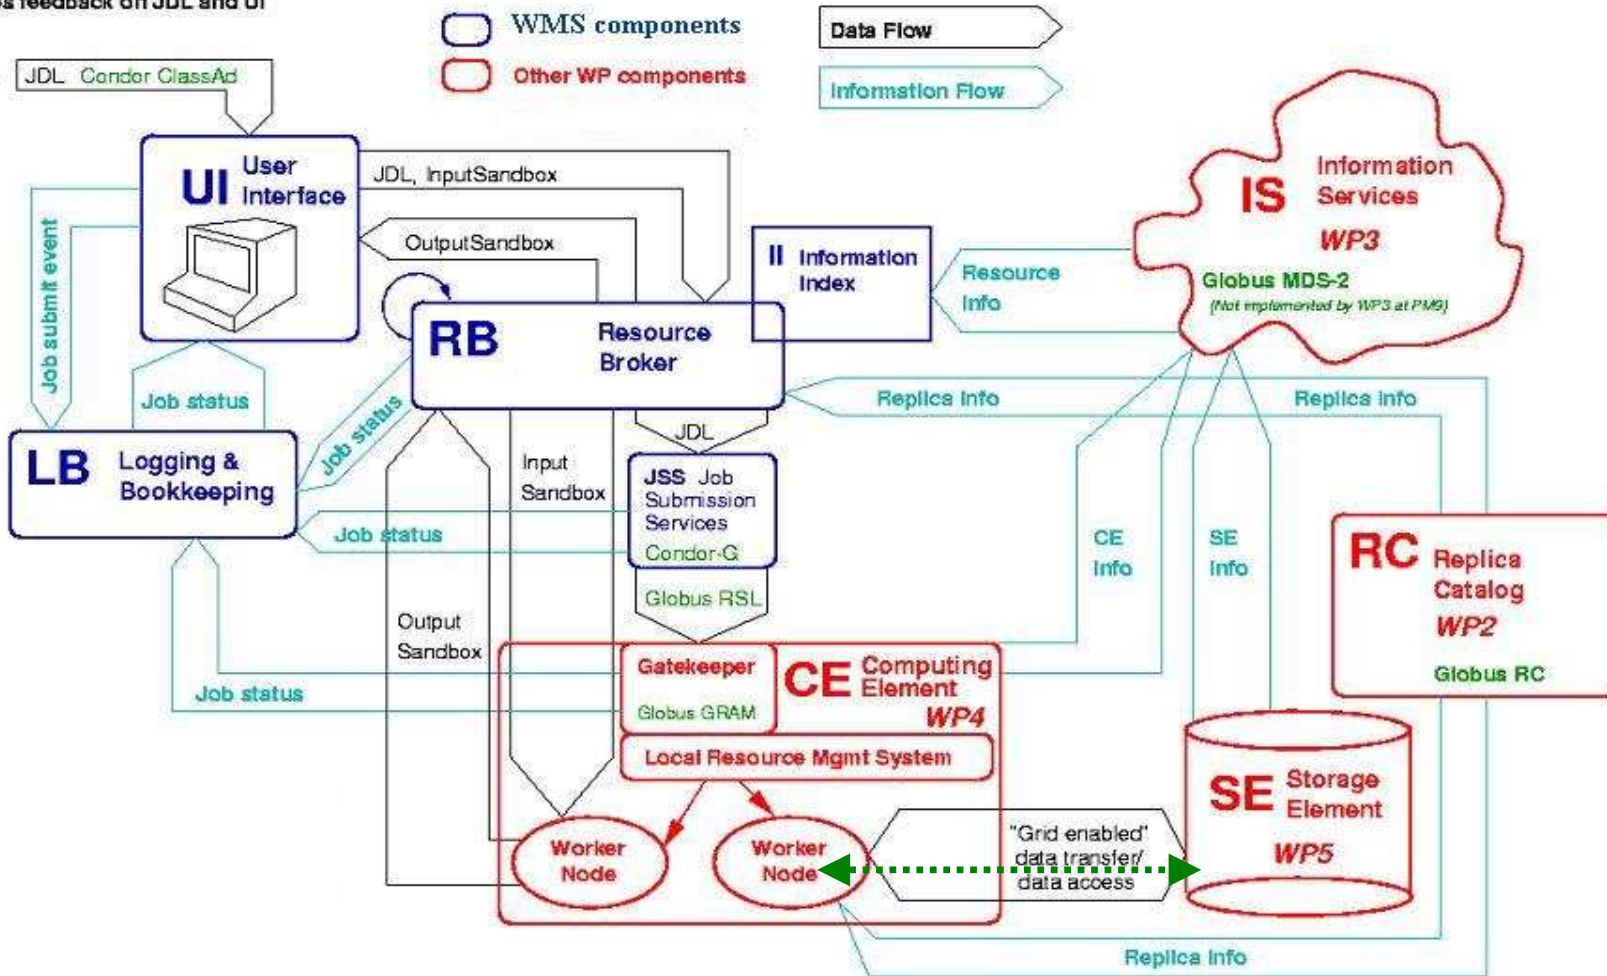 feedback on JDL and UI
WMS components
Other WP components
Data Flow
Information Flow
JDL Condor ClassAd
UI User
Interface
JDL, InputSandbox
OutputSandbox
Job submit event
II Information
Index
Resource
Info
IS Information
Services
WP3
Globus MDS-2
(Not implemented by WP3 at PM9)
RB Resource
Broker
Job status
Job status
Replica Info
Replica Info
LB Logging &
Bookkeeping
JDL
Input
Sandbox
JSS Job
Submission
Services
Condor-G
Job status
CE
Info
SE
Info
RC Replica
Catalog
WP2
Globus RC
Globus RSL
Output
Sandbox
Job status
Gatekeeper
Globus GRAM
CE Computing
Element
WP4
Local Resource Mgmt System
Worker
Node
Worker
Node
"Grid enabled"
data transfer/
data access
SE Storage
Element
WP5
Replica Info